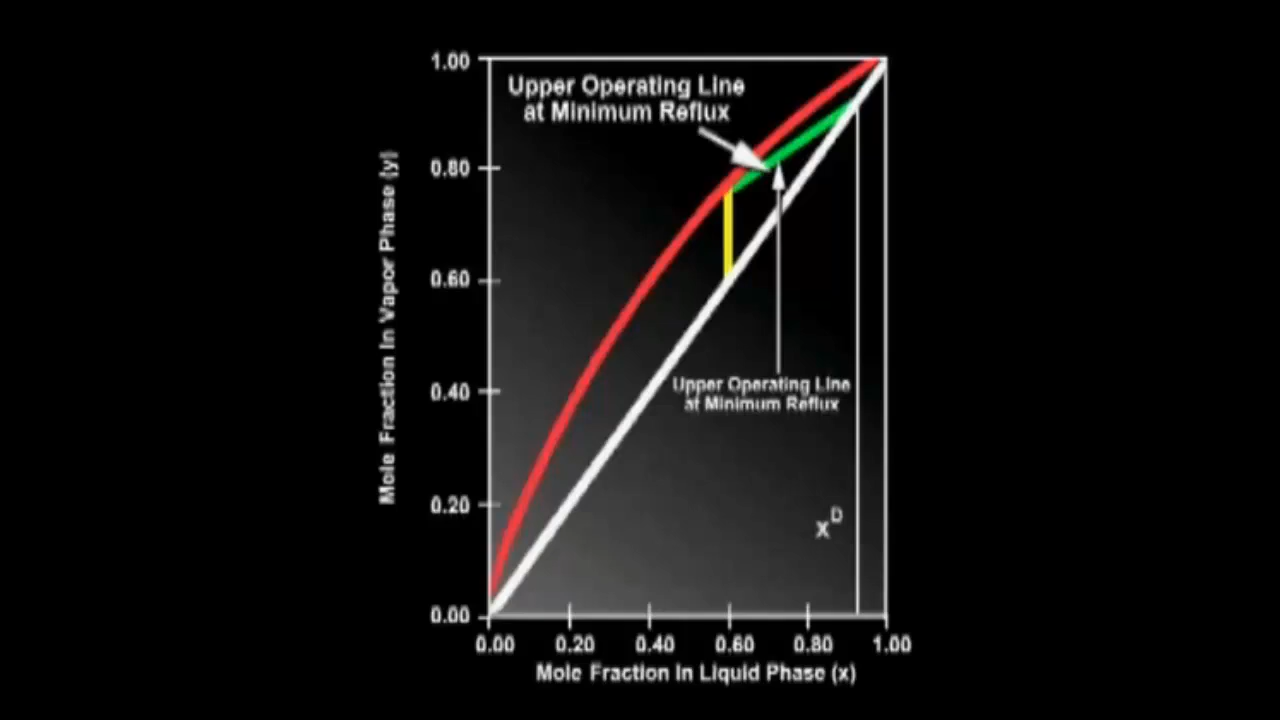 1.00
Upper Operating Line
at Minimum Reflux
0.80
Mole Fraction In Vapor Phase (y)
0.60
Upper Operating Line
at Minimum Reflux
0.40
0.20
x^D
0.00
0.00 0.20 0.40 0.60 0.80 1.00
Mole Fraction In Liquid Phase (x)